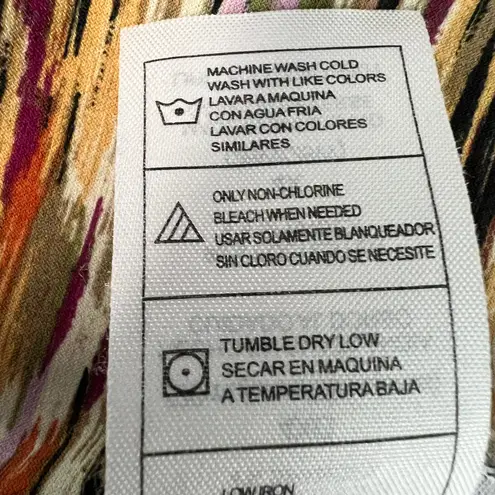 MACHINE WASH COLD
WASH WITH LIKE COLORS
LAVAR A MAQUINA
CON AGUA FRIA
LAVAR CON COLORES
SIMILARES
ONLY NON-CHLORINE
BLEACH WHEN NEEDED
USAR SOLAMENTE BLANQUEADOR
SIN CLORO CUANDO SE NECESITE
TUMBLE DRY LOW
SECAR EN MAQUINA
A TEMPERATURA BAJA
LOW IRON